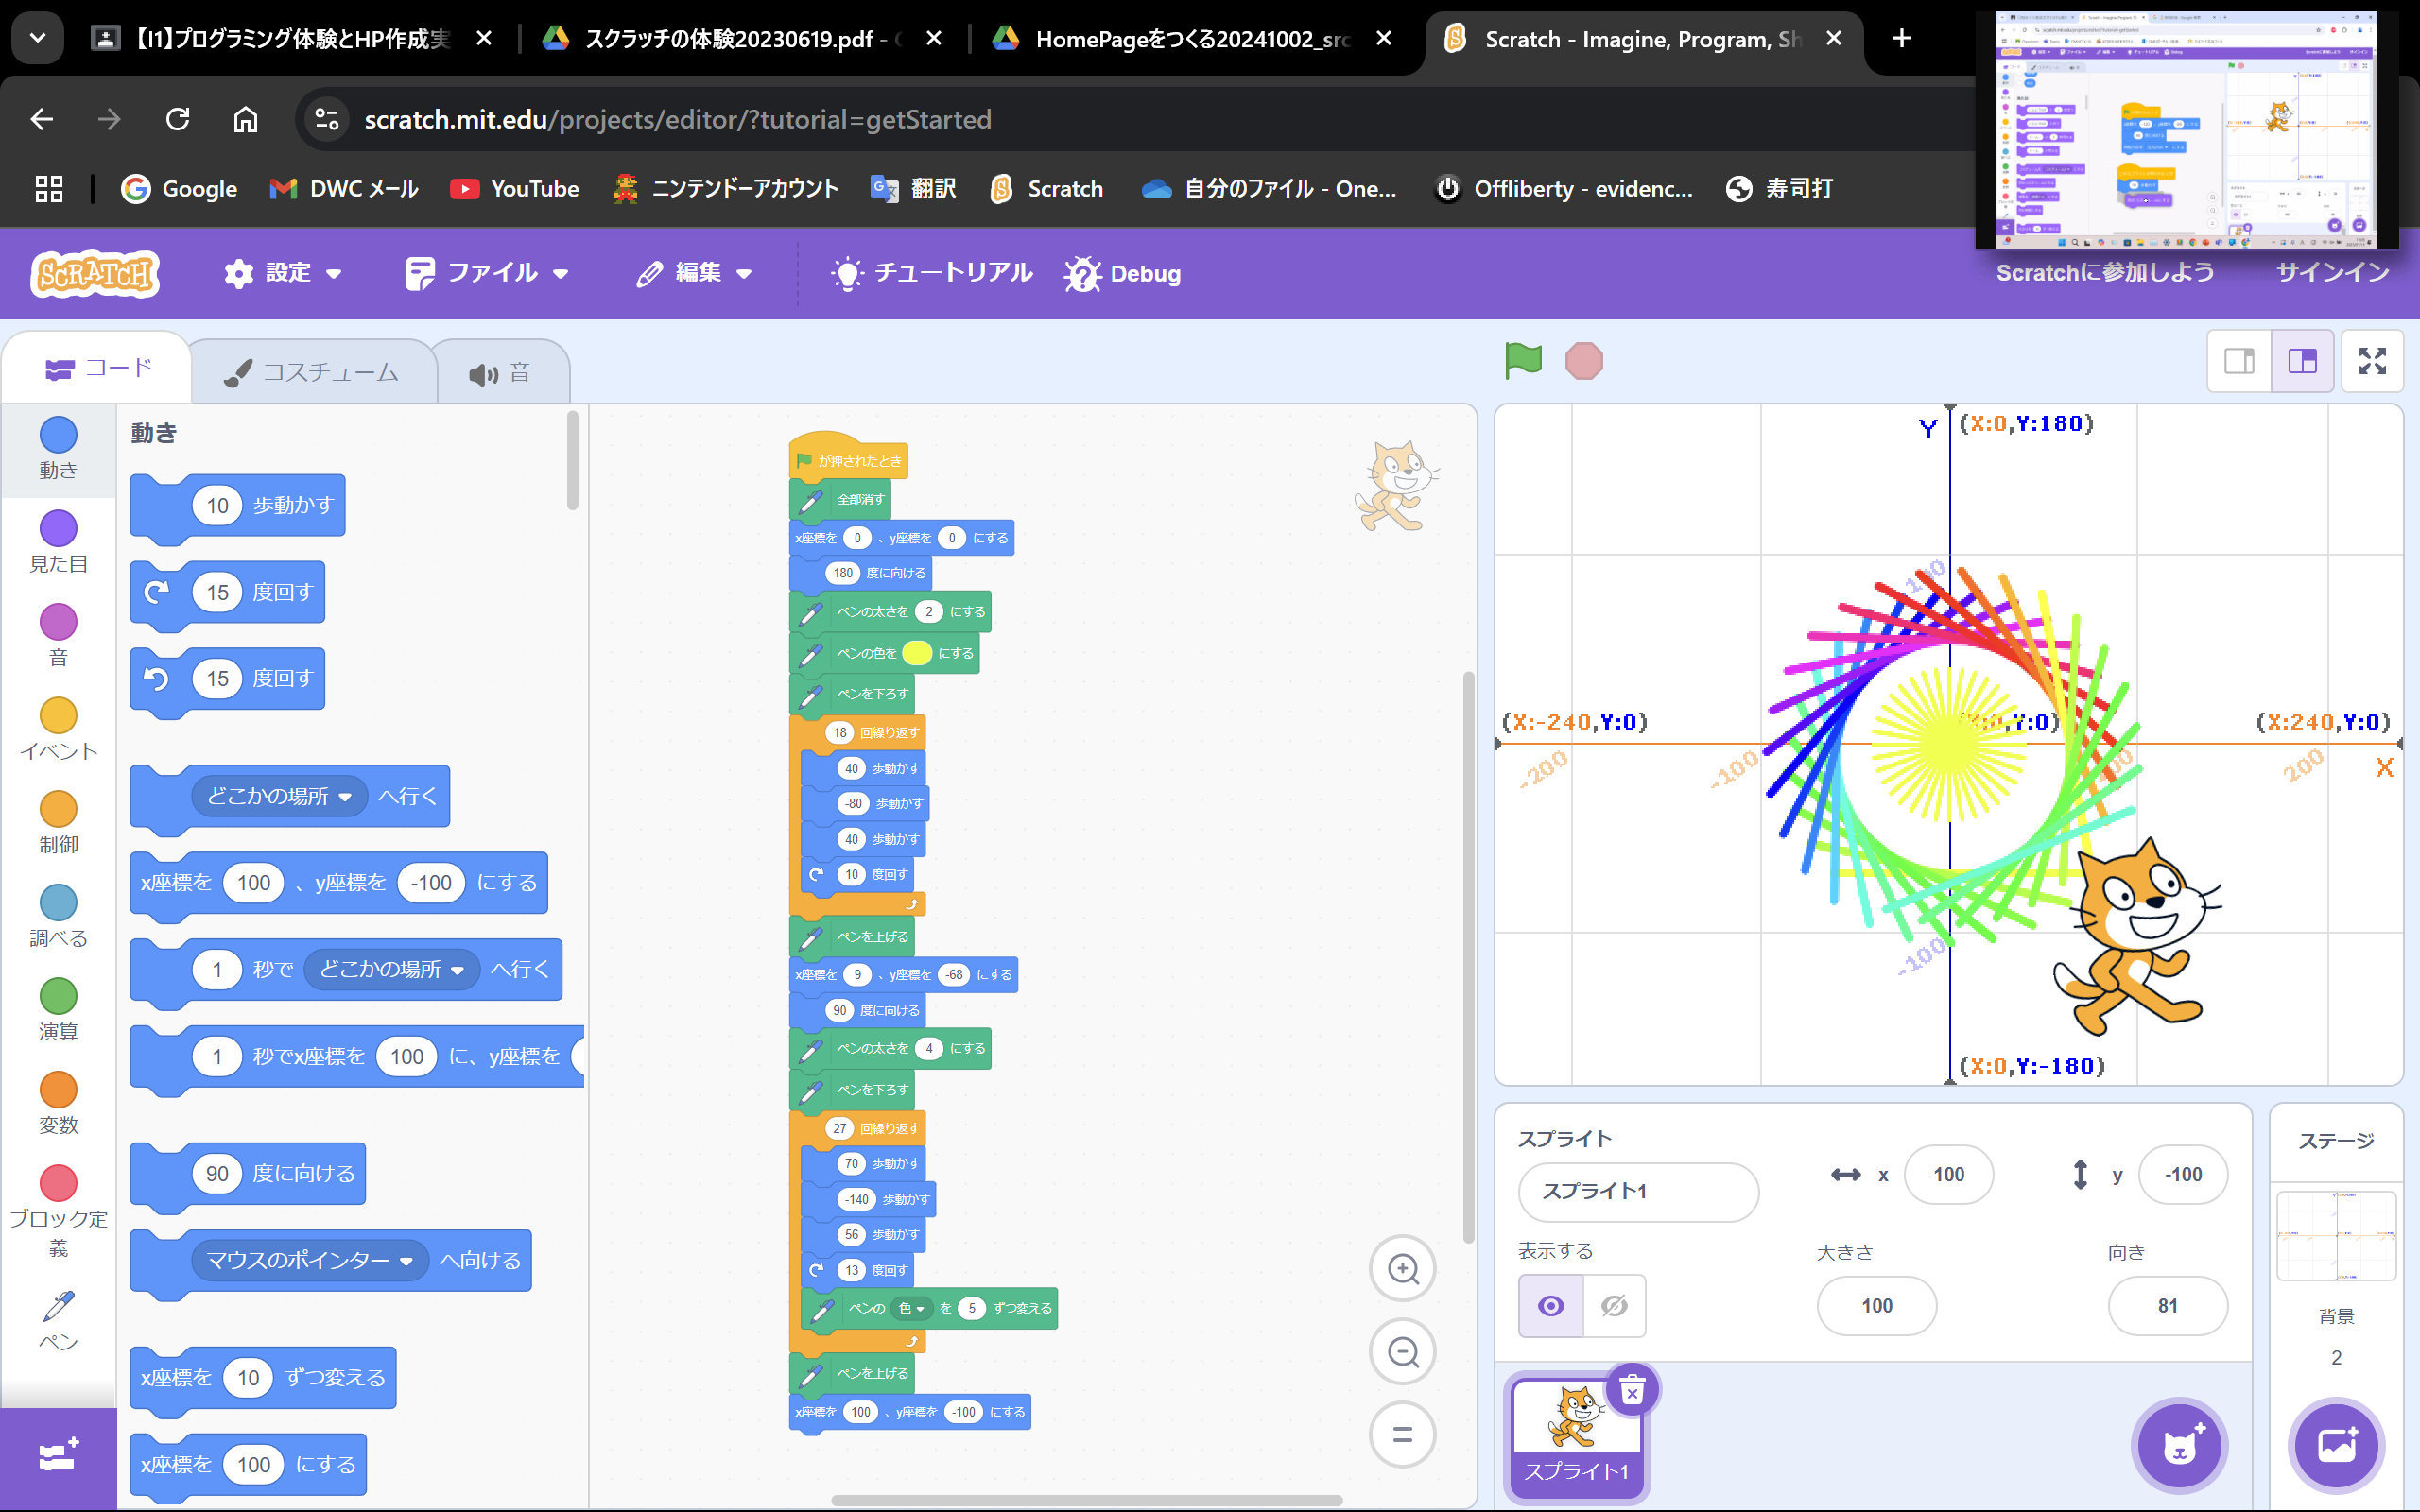 【I1】プログラミング体験とHP作成実
スクラッチの体験20230619.pdf -
HomePageをつくる20241002_src
Scratch - Imagine, Program, Sh
scratch.mit.edu/projects/editor/?tutorial=getStarted
Google
DWC メール
YouTube
ニンテンドーアカウント
翻訳
Scratch
自分のファイル - One...
Offliberty - evidenc...
寿司打
SCRATCH
設定
ファイル
編集
チュートリアル
Debug
Scratchに参加しよう
サインイン
コード
コスチューム
音
動き
見た目
音
イベント
制御
調べる
演算
変数
ブロック定
義
ペン
動き
10 歩動かす
15 度回す
15 度回す
どこかの場所 へ行く
x座標を 100 、y座標を -100 にする
1 秒で どこかの場所 へ行く
1 秒でx座標を 100 に、y座標を
90 度に向ける
マウスのポインター へ向ける
x座標を 10 ずつ変える
x座標を 100 にする
が押されたとき
全部消す
x座標を 0 、y座標を 0 にする
180 度に向ける
ペンの太さを 2 にする
ペンの色を にする
ペンを下ろす
18 回繰り返す
40 歩動かす
-80 歩動かす
40 歩動かす
10 度回す
ペンを上げる
x座標を 9 、y座標を -68 にする
90 度に向ける
ペンの太さを 4 にする
ペンを下ろす
27 回繰り返す
70 歩動かす
-140 歩動かす
56 歩動かす
13 度回す
ペンの 色 を 5 ずつ変える
ペンを上げる
x座標を 100 、y座標を -100 にする
Y
(X:0,Y:180)
100
(X:-240,Y:0)
(X:0,Y:0)
(X:240,Y:0)
-200
-100
100
200
X
-100
(X:0,Y:-180)
スプライト
スプライト1
x 100
y -100
表示する
大きさ
100
向き
81
スプライト1
ステージ
背景
2